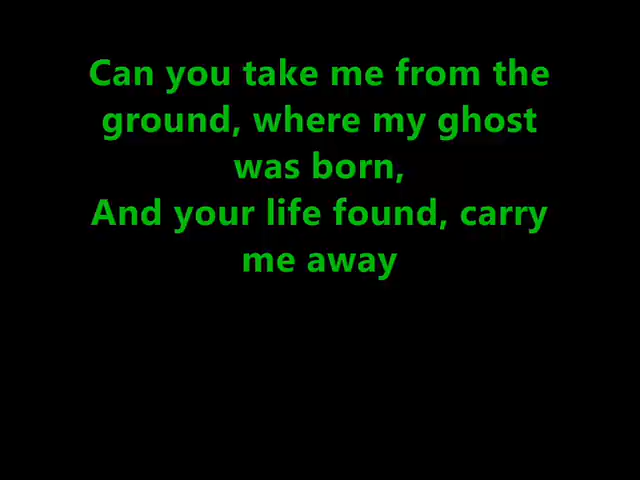 Can you take me from the
ground, where my ghost
was born,
And your life found, carry
me away